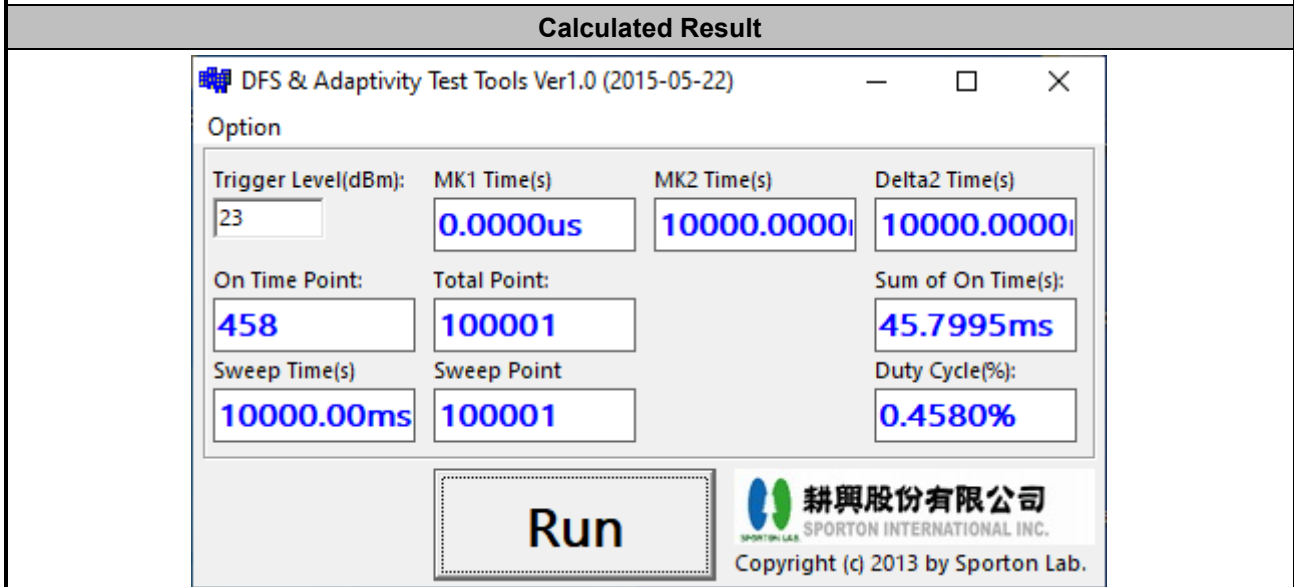 Calculated Result
DFS & Adaptivity Test Tools Ver1.0 (2015-05-22)
Option
Trigger Level(dBm): MK1 Time(s) MK2 Time(s) Delta2 Time(s)
23 0.0000us 10000.0000 10000.0000
On Time Point: Total Point: Sum of On Time(s):
458 100001 45.7995ms
Sweep Time(s) Sweep Point Duty Cycle(%):
10000.00ms 100001 0.4580%
Run
耕興股份有限公司
SPORTON LAB. SPORTON INTERNATIONAL INC.
Copyright (c) 2013 by Sporton Lab.